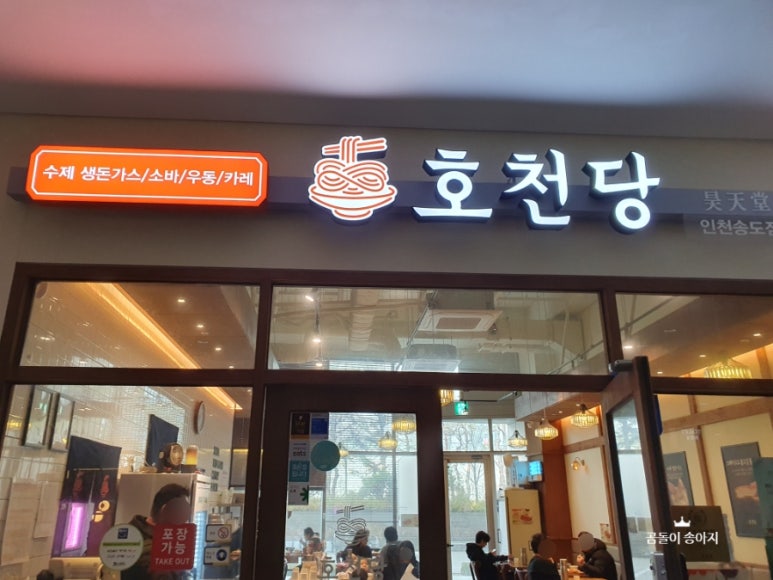 수제 생돈가스/소바/우동/카레
호천당
昊天堂
인천송도점
포장
가능
TAKE OUT
곰돌이 송아지